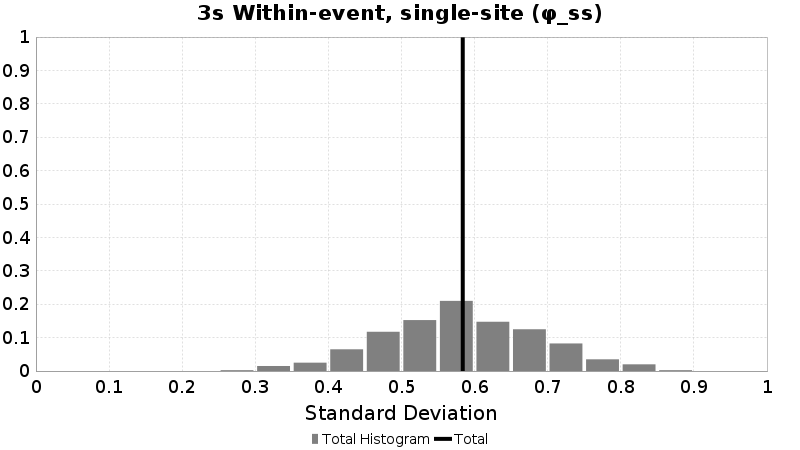 3s Within-event, single-site (φ_ss)
1
0.9
0.8
0.7
0.6
0.5
0.4
0.3
0.2
0.1
0
0 0.1 0.2 0.3 0.4 0.5 0.6 0.7 0.8 0.9 1
Standard Deviation
Total Histogram Total